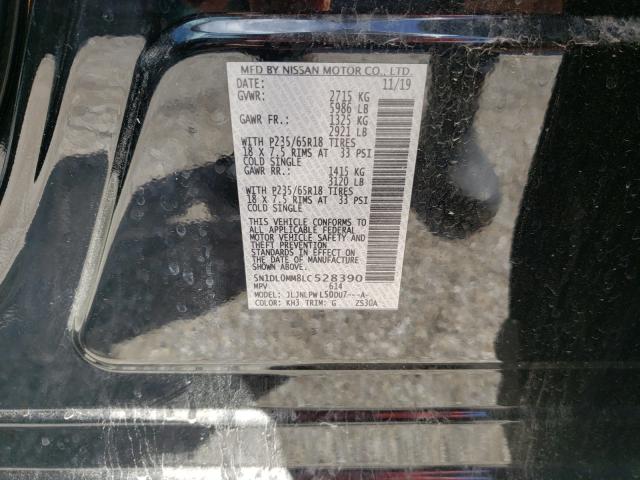 MFD BY NISSAN MOTOR CO., LTD.
DATE: 11/19
GVWR: 2715 KG
5986 LB
GAWR FR.: 1325 KG
2921 LB
WITH P235/65R18 TIRES
18 X 7.5 RIMS AT 33 PSI
COLD SINGLE
GAWR RR.: 1415 KG
3120 LB
WITH P235/65R18 TIRES
18 X 7.5 RIMS AT 33 PSI
COLD SINGLE
THIS VEHICLE CONFORMS TO
ALL APPLICABLE FEDERAL
MOTOR VEHICLE SAFETY AND
THEFT PREVENTION
STANDARDS IN EFFECT ON
THE DATE OF MANUFACTURE
SHOWN ABOVE.
5N1DL0MM8LC528390
MPV 614
MODEL: JLJNLPWL50DU7---A-
COLOR: KH3 TRIM: G ZS30A